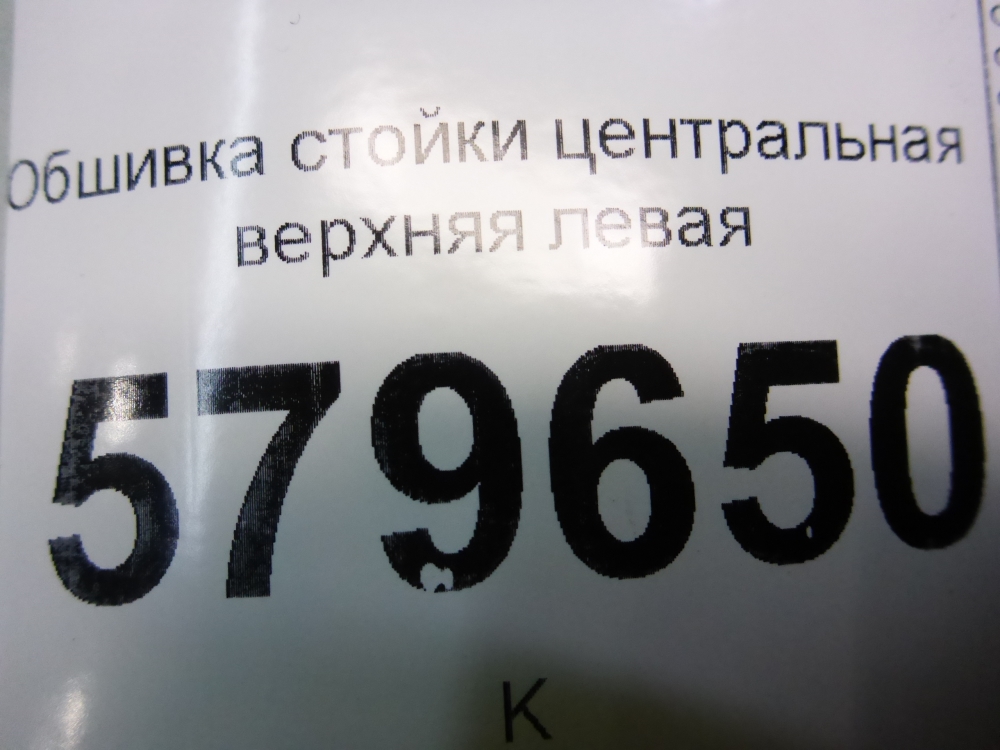 Обшивка стойки центральная
верхняя левая
579650
К